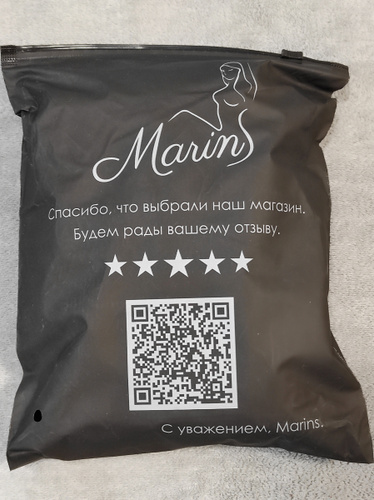 Marins
Спасибо, что выбрали наш магазин.
Будем рады вашему отзыву.
С уважением, Marins.